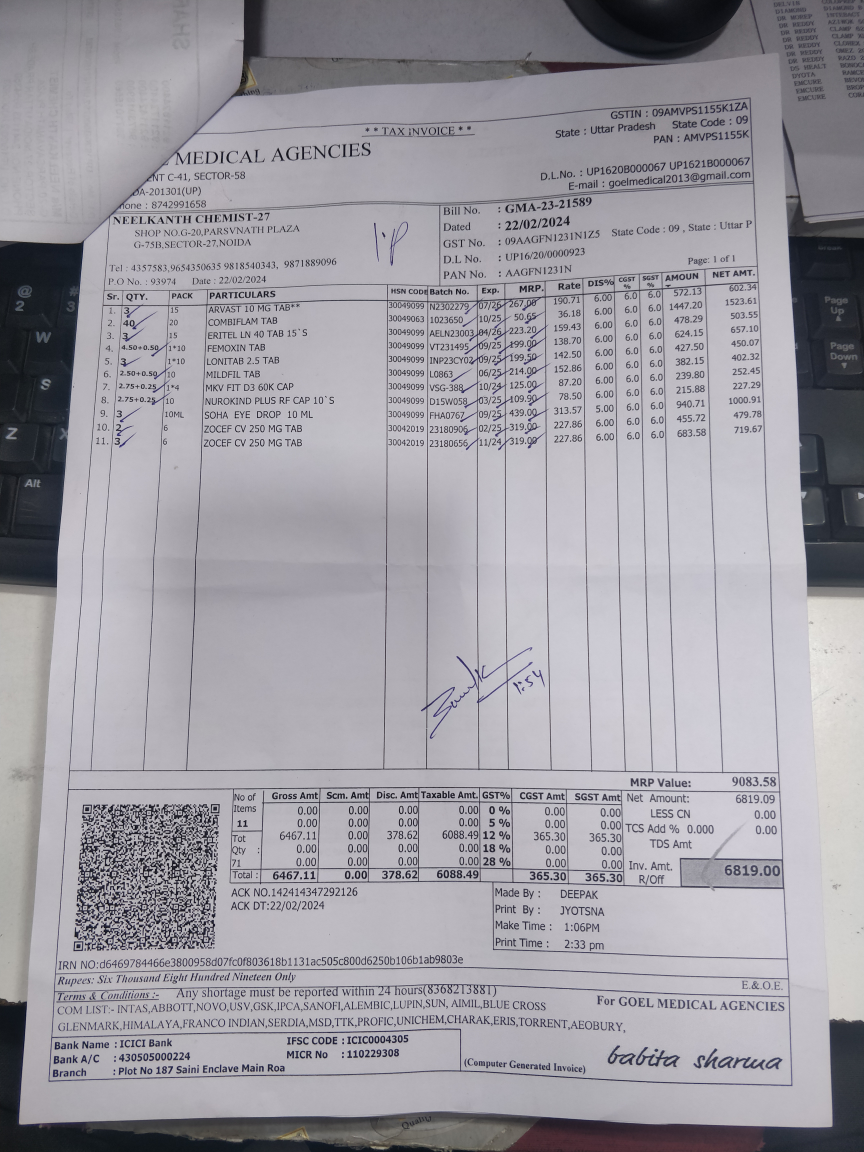 ** TAX INVOICE **
GSTIN : 09AMVPS1155K1ZA
State : Uttar Pradesh State Code : 09
PAN : AMVPS1155K
MEDICAL AGENCIES
C-41, SECTOR-58
-201301(UP)
Phone : 8742991658
D.L.No. : UP1620B000067 UP1621B000067
E-mail : goelmedical2013@gmail.com
NEELKANTH CHEMIST-27
SHOP NO.G-20,PARSVNATH PLAZA
G-75B,SECTOR-27,NOIDA
Tel : 4357583,9654350635 9818540343, 9871889096
P.O No. : 93974 Date : 22/02/2024
Bill No. : GMA-23-21589
Dated : 22/02/2024
GST No. : 09AAGFN1231N1Z5 State Code : 09 , State : Uttar P
D.L No. : UP16/20/0000923
PAN No. : AAGFN1231N
Page: 1 of 1
Sr. QTY. PACK PARTICULARS HSN CODE Batch No. Exp. MRP. Rate DIS% CGST % SGST % AMOUN NET AMT.
1. 3 15 ARVAST 10 MG TAB** 30049099 N2302279 07/26 267.00 190.71 6.00 6.0 6.0 572.13 602.34
2. 40 20 COMBIFLAM TAB 30049063 1023650 10/25 50.65 36.18 6.00 6.0 6.0 1447.20 1523.61
3. 3 15 ERITEL LN 40 TAB 15`S 30049099 AELN23003 04/26 223.20 159.43 6.00 6.0 6.0 478.29 503.55
4. 4.50+0.50 1*10 FEMOXIN TAB 30049099 VT231495 09/25 199.00 138.70 6.00 6.0 6.0 624.15 657.10
5. 3 1*10 LONITAB 2.5 TAB 30049099 INP23CY02 09/25 199.50 142.50 6.00 6.0 6.0 427.50 450.07
6. 2.50+0.50 10 MILDFIL TAB 30049099 L0863 06/25 214.00 152.86 6.00 6.0 6.0 382.15 402.32
7. 2.75+0.25 1*4 MKV FIT D3 60K CAP 30049099 VSG-388 10/24 125.00 87.20 6.00 6.0 6.0 239.80 252.45
8. 2.75+0.25 10 NUROKIND PLUS RF CAP 10`S 30049099 D15W058 03/25 109.90 78.50 6.00 6.0 6.0 215.88 227.29
9. 3 10ML SOHA EYE DROP 10 ML 30049099 FHA0767 09/25 439.00 313.57 5.00 6.0 6.0 940.71 1000.91
10. 2 6 ZOCEF CV 250 MG TAB 30042019 23180906 02/25 319.00 227.86 6.00 6.0 6.0 455.72 479.78
11. 3 6 ZOCEF CV 250 MG TAB 30042019 23180656 11/24 319.00 227.86 6.00 6.0 6.0 683.58 719.67
1:54
MRP Value: 9083.58
No of Items 11
Tot Qty : 71
Gross Amt Scm. Amt Disc. Amt Taxable Amt. GST% CGST Amt SGST Amt
0.00 0.00 0.00 0.00 0 % 0.00 0.00
0.00 0.00 0.00 0.00 5 % 0.00 0.00
6467.11 0.00 378.62 6088.49 12 % 365.30 365.30
0.00 0.00 0.00 0.00 18 % 0.00 0.00
0.00 0.00 0.00 0.00 28 % 0.00 0.00
Total : 6467.11 0.00 378.62 6088.49 365.30 365.30
Net Amount: 6819.09
LESS CN 0.00
TCS Add % 0.000 0.00
TDS Amt
Inv. Amt. R/Off 6819.00
ACK NO.142414347292126
ACK DT:22/02/2024
Made By : DEEPAK
Print By : JYOTSNA
Make Time : 1:06PM
Print Time : 2:33 pm
IRN NO:d6469784466e3800958d07fc0f803618b1131ac505c800d6250b106b1ab9803e
Rupees: Six Thousand Eight Hundred Nineteen Only
E.& O.E.
Terms & Conditions :- Any shortage must be reported within 24 hours(8368213881)
COM LIST:- INTAS,ABBOTT,NOVO,USV,GSK,IPCA,SANOFI,ALEMBIC,LUPIN,SUN, AIMIL,BLUE CROSS
GLENMARK,HIMALAYA,FRANCO INDIAN,SERDIA,MSD,TTK,PROFIC,UNICHEM,CHARAK,ERIS,TORRENT,AEOBURY,
For GOEL MEDICAL AGENCIES
Bank Name : ICICI Bank IFSC CODE : ICIC0004305
Bank A/C : 430505000224 MICR No : 110229308
Branch : Plot No 187 Saini Enclave Main Roa
(Computer Generated Invoice)
babita sharma